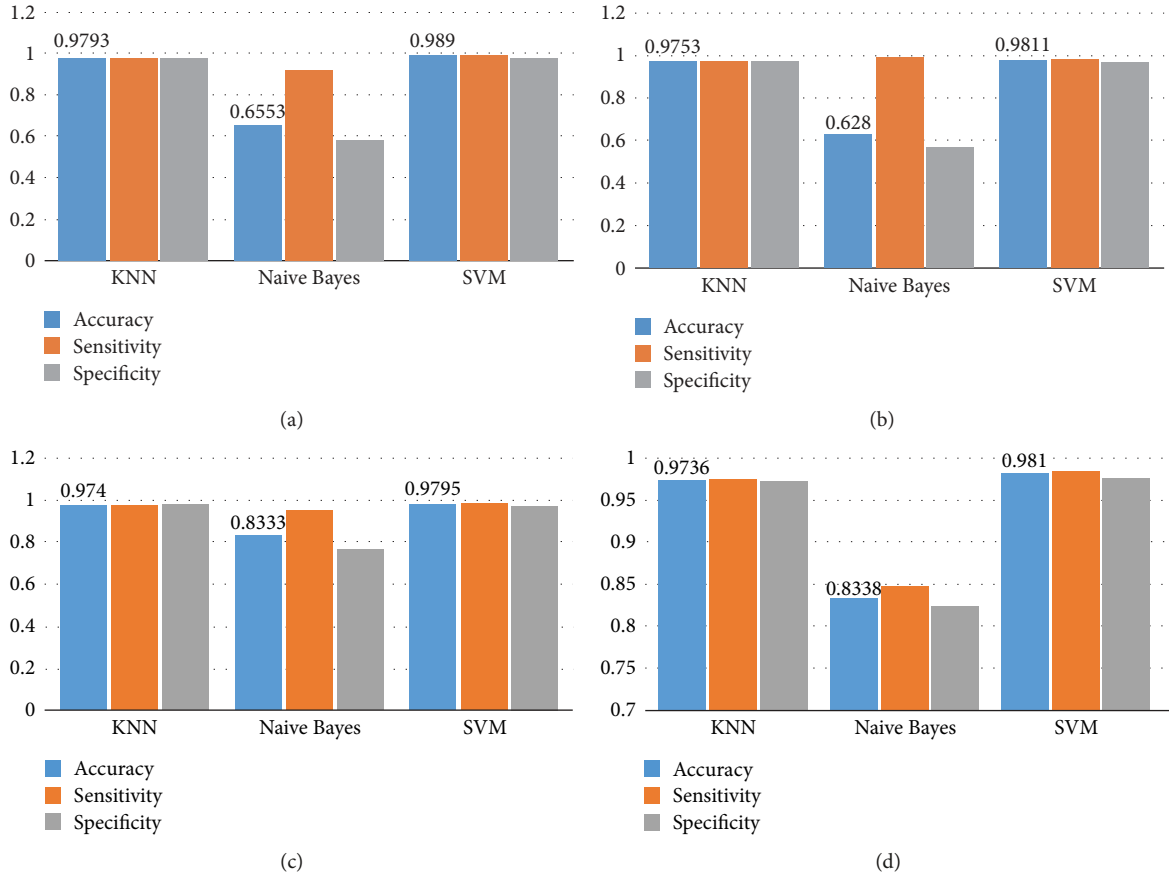 1.2
1
0.8
0.6
0.4
0.2
0
0.9793
0.6553
0.989
KNN Naive Bayes SVM
Accuracy
Sensitivity
Specificity
(a)
1.2
1
0.8
0.6
0.4
0.2
0
0.9753
0.628
0.9811
KNN Naive Bayes SVM
Accuracy
Sensitivity
Specificity
(b)
1.2
1
0.8
0.6
0.4
0.2
0
0.974
0.8333
0.9795
KNN Naive Bayes SVM
Accuracy
Sensitivity
Specificity
(c)
1
0.95
0.9
0.85
0.8
0.75
0.7
0.9736
0.8338
0.981
KNN Naive Bayes SVM
Accuracy
Sensitivity
Specificity
(d)